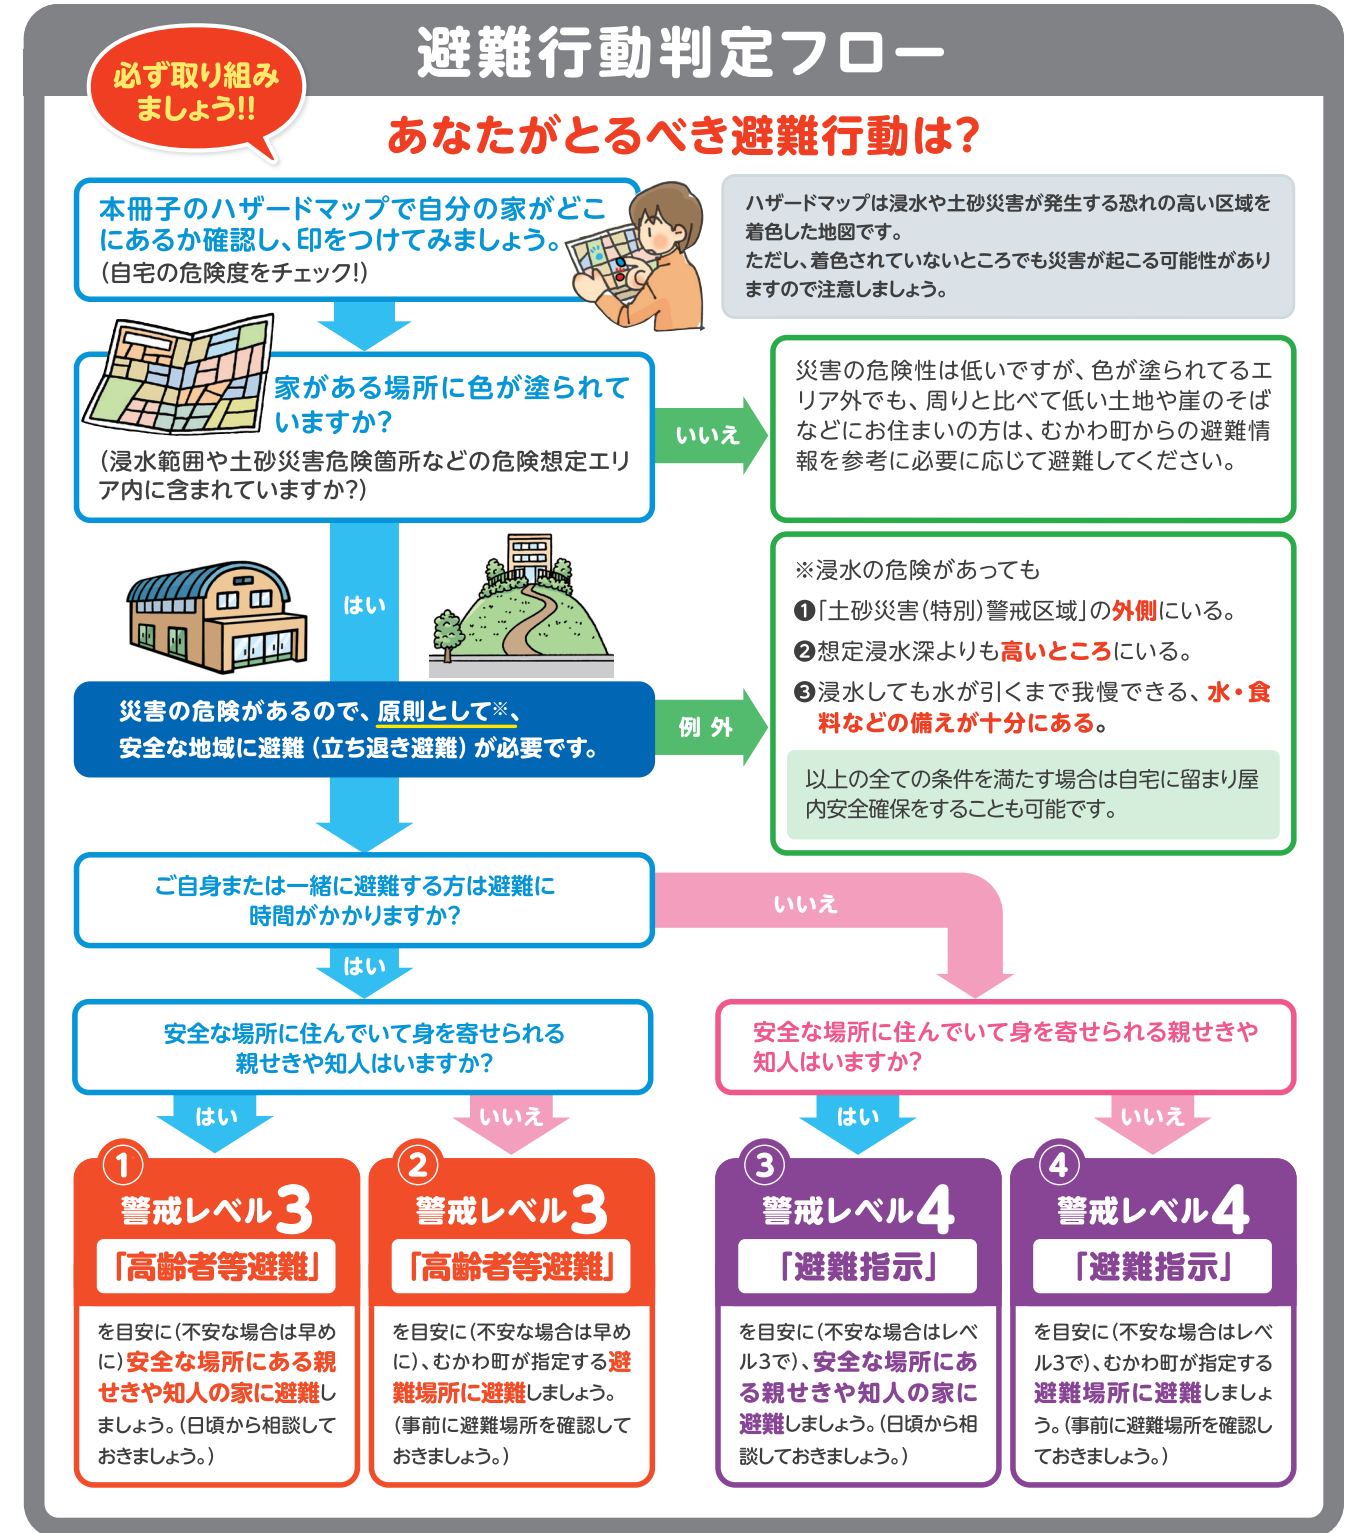 避難行動判定フロー
必ず取り組み
ましょう!!
あなたがとるべき避難行動は?
本冊子のハザードマップで自分の家がどこ
にあるか確認し、印をつけてみましょう。
(自宅の危険度をチェック!)
ハザードマップは浸水や土砂災害が発生する恐れの高い区域を
着色した地図です。
ただし、着色されていないところでも災害が起こる可能性があり
ますので注意しましょう。
家がある場所に色が塗られて
いますか?
(浸水範囲や土砂災害危険箇所などの危険想定エリ
ア内に含まれていますか?)
いいえ
災害の危険性は低いですが、色が塗られてるエ
リア外でも、周りと比べて低い土地や崖のそば
などにお住まいの方は、むかわ町からの避難情
報を参考に必要に応じて避難してください。
はい
災害の危険があるので、原則として※、
安全な地域に避難(立ち退き避難)が必要です。
例外
※浸水の危険があっても
❶「土砂災害(特別)警戒区域」の外側にいる。
❷想定浸水深よりも高いところにいる。
❸浸水しても水が引くまで我慢できる、水・食
料などの備えが十分にある。
以上の全ての条件を満たす場合は自宅に留まり屋
内安全確保をすることも可能です。
ご自身または一緒に避難する方は避難に
時間がかかりますか?
いいえ
はい
安全な場所に住んでいて身を寄せられる
親せきや知人はいますか?
安全な場所に住んでいて身を寄せられる親せきや
知人はいますか?
はい
いいえ
はい
いいえ
①
警戒レベル3
「高齢者等避難」
を目安に(不安な場合は早め
に)安全な場所にある親
せきや知人の家に避難し
ましょう。(日頃から相談して
おきましょう。)
②
警戒レベル3
「高齢者等避難」
を目安に(不安な場合は早め
に)、むかわ町が指定する避
難場所に避難しましょう。
(事前に避難場所を確認して
おきましょう。)
③
警戒レベル4
「避難指示」
を目安に(不安な場合はレベ
ル3で)、安全な場所にあ
る親せきや知人の家に
避難しましょう。(日頃から相
談しておきましょう。)
④
警戒レベル4
「避難指示」
を目安に(不安な場合はレベ
ル3で)、むかわ町が指定する
避難場所に避難しましょ
う。(事前に避難場所を確認し
ておきましょう。)